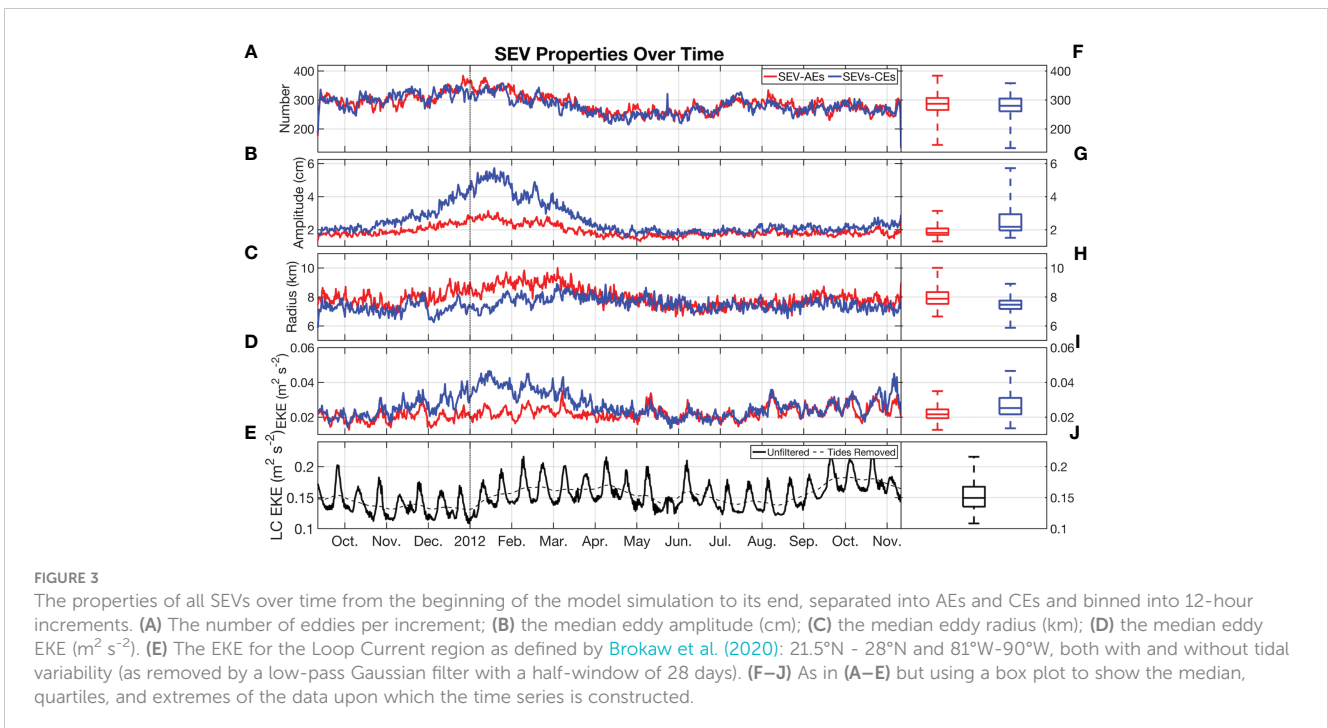 A
SEV Properties Over Time
F
SEV-AEs
SEVs-CEs
Number
400
300
200
400
300
200
B
G
Amplitude (cm)
6
4
2
6
4
2
C
H
Radius (km)
10
8
6
10
8
6
D
I
EKE (m² s⁻²)
0.06
0.04
0.02
0.06
0.04
0.02
E
J
LC EKE (m² s⁻²)
Unfiltered
Tides Removed
0.2
0.15
0.1
0.2
0.15
0.1
Oct. Nov. Dec. 2012 Feb. Mar. Apr. May Jun. Jul. Aug. Sep. Oct. Nov.
FIGURE 3
The properties of all SEVs over time from the beginning of the model simulation to its end, separated into AEs and CEs and binned into 12-hour
increments. (A) The number of eddies per increment; (B) the median eddy amplitude (cm); (C) the median eddy radius (km); (D) the median eddy
EKE (m² s⁻²). (E) The EKE for the Loop Current region as defined by Brokaw et al. (2020): 21.5°N - 28°N and 81°W-90°W, both with and without tidal
variability (as removed by a low-pass Gaussian filter with a half-window of 28 days). (F–J) As in (A–E) but using a box plot to show the median,
quartiles, and extremes of the data upon which the time series is constructed.